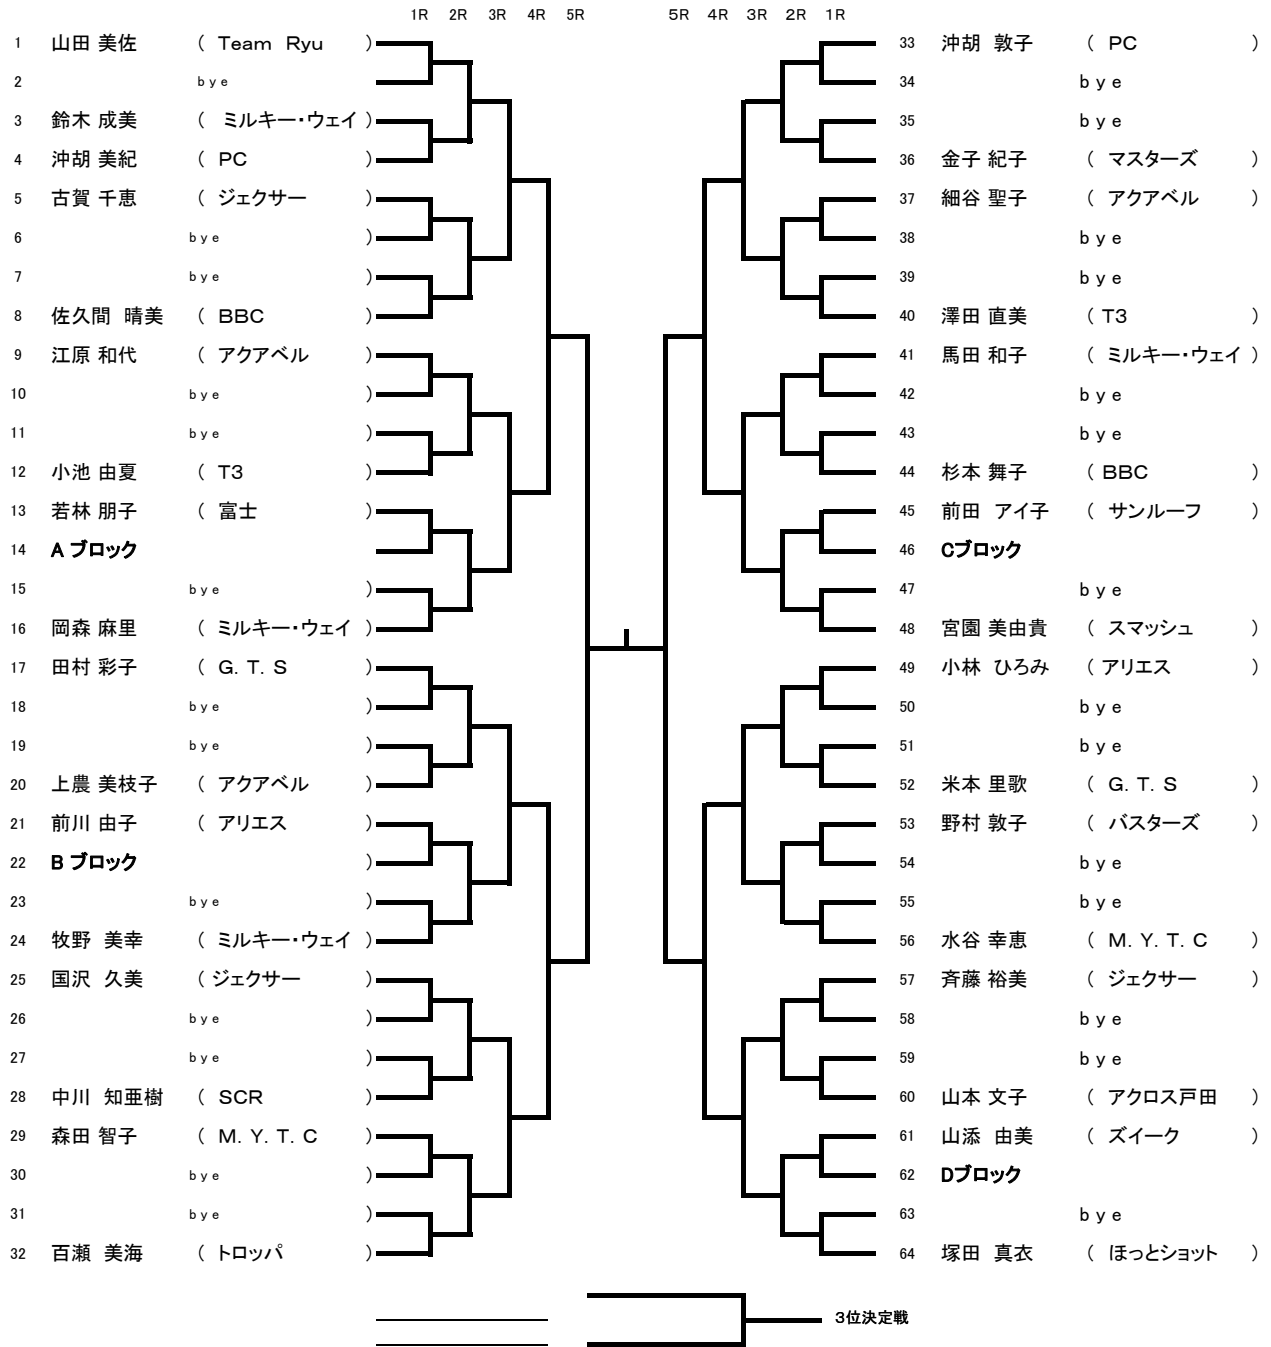 1R 2R 3R 4R 5R 5R 4R 3R 2R 1R
1 山田 美佐 ( Team Ryu )
2 bye
3 鈴木 成美 ( ミルキー・ウェイ )
4 沖胡 美紀 ( PC )
5 古賀 千恵 ( ジェクサー )
6 bye )
7 bye )
8 佐久間 晴美 ( BBC )
9 江原 和代 ( アクアベル )
10 bye )
11 bye )
12 小池 由夏 ( T3 )
13 若林 朋子 ( 富士 )
14 A ブロック
15 bye )
16 岡森 麻里 ( ミルキー・ウェイ )
17 田村 彩子 ( G. T. S )
18 bye )
19 bye )
20 上農 美枝子 ( アクアベル )
21 前川 由子 ( アリエス )
22 B ブロック )
23 bye )
24 牧野 美幸 ( ミルキー・ウェイ )
25 国沢 久美 ( ジェクサー )
26 bye )
27 bye )
28 中川 知亜樹 ( SCR )
29 森田 智子 ( M. Y. T. C )
30 bye )
31 bye )
32 百瀬 美海 ( トロッパ )
33 沖胡 敦子 ( PC )
34 bye
35 bye
36 金子 紀子 ( マスターズ )
37 細谷 聖子 ( アクアベル )
38 bye
39 bye
40 澤田 直美 ( T3 )
41 馬田 和子 ( ミルキー・ウェイ )
42 bye
43 bye
44 杉本 舞子 ( BBC )
45 前田 アイ子 ( サンルーフ )
46 Cブロック
47 bye
48 宮園 美由貴 ( スマッシュ )
49 小林 ひろみ ( アリエス )
50 bye
51 bye
52 米本 里歌 ( G. T. S )
53 野村 敦子 ( バスターズ )
54 bye
55 bye
56 水谷 幸恵 ( M. Y. T. C )
57 斉藤 裕美 ( ジェクサー )
58 bye
59 bye
60 山本 文子 ( アクロス戸田 )
61 山添 由美 ( ズイーク )
62 Dブロック
63 bye
64 塚田 真衣 ( ほっとショット )
3位決定戦